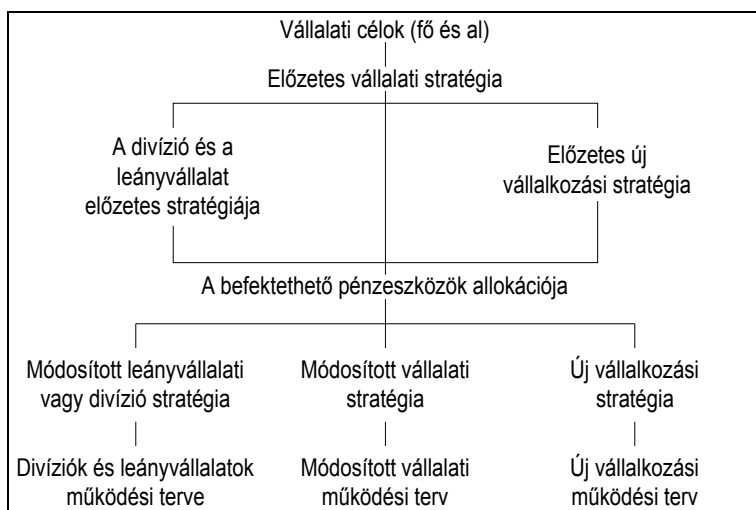 Vállalati célok (fő és al)
Előzetes vállalati stratégia
A divízió és a
leányvállalat
előzetes stratégiája
Előzetes új
vállalkozási stratégia
A befektethető pénzeszközök allokációja
Módosított leányvállalati
vagy divízió stratégia
Módosított vállalati
stratégia
Új vállalkozási
stratégia
Divíziók és leányvállalatok
működési terve
Módosított vállalati
működési terv
Új vállalkozási
működési terv